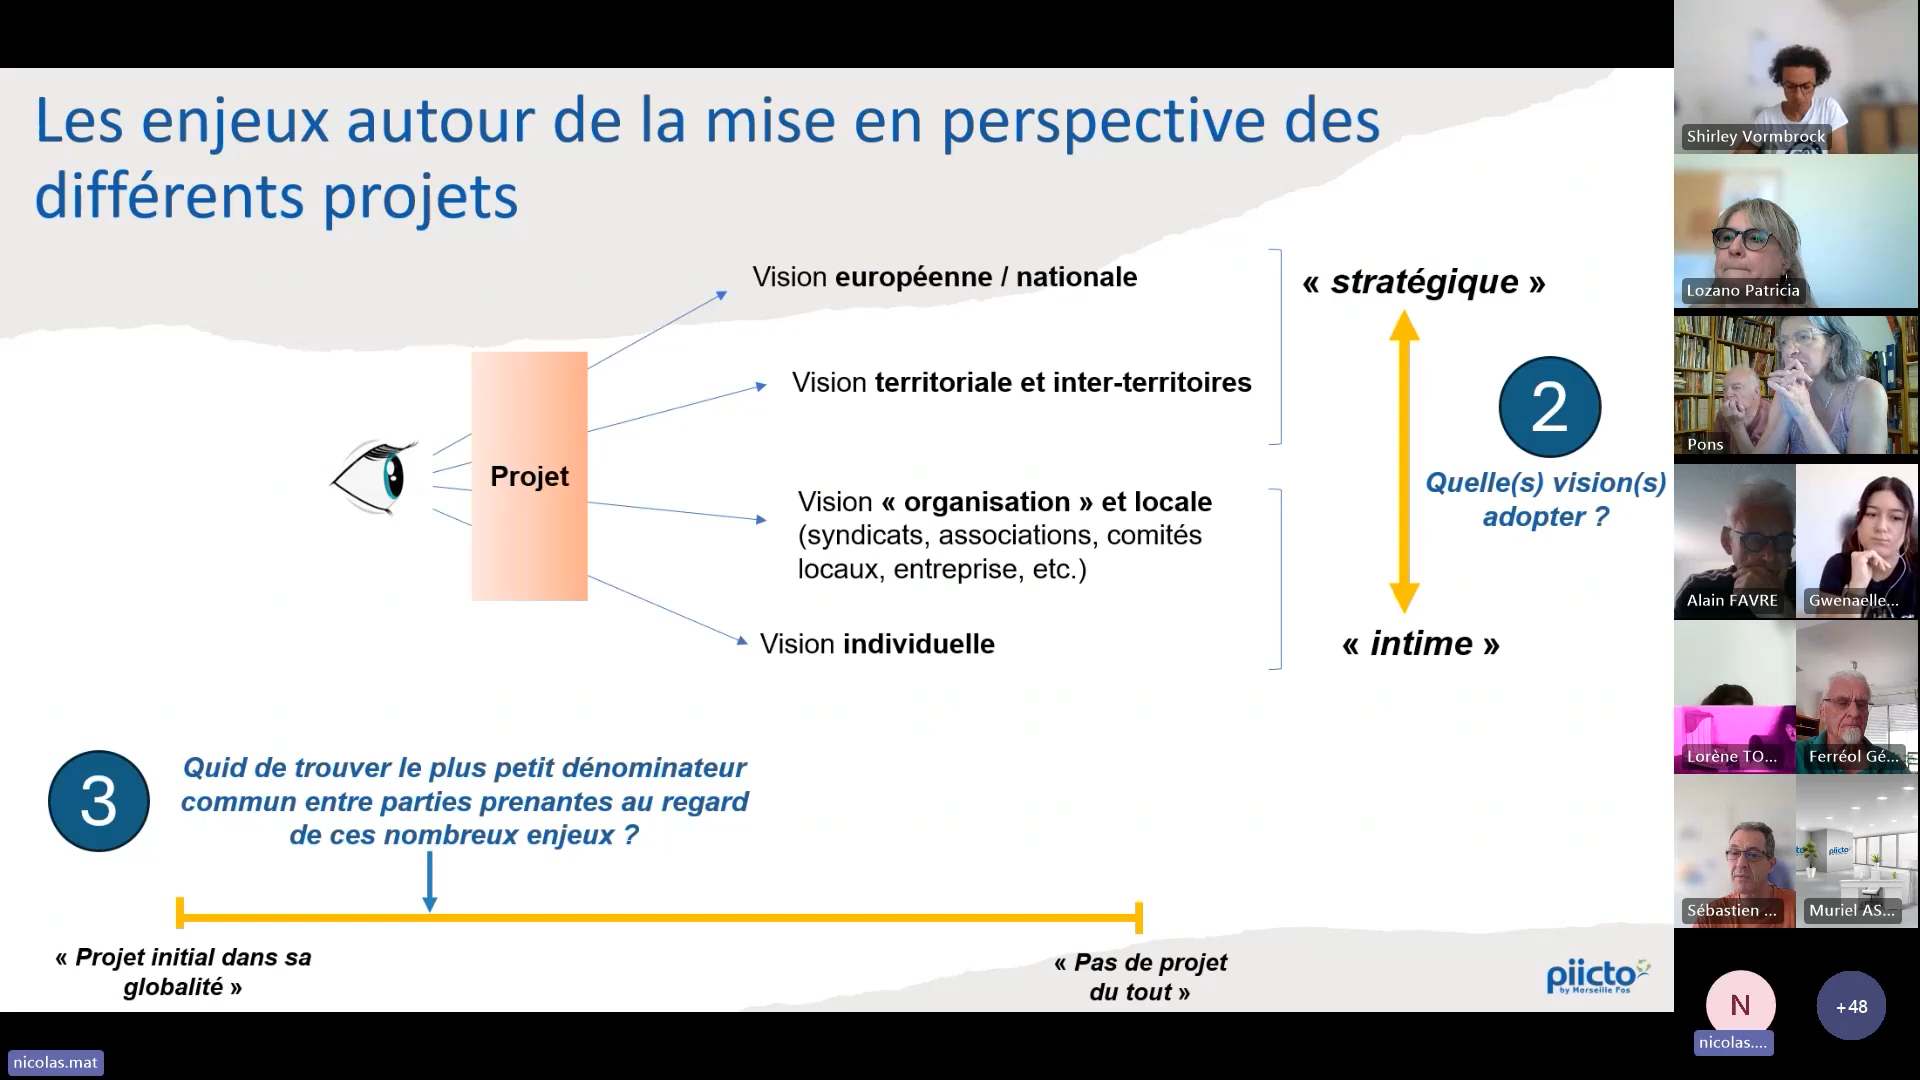 Les enjeux autour de la mise en perspective des
différents projets
Vision européenne / nationale
« stratégique »
Vision territoriale et inter-territoires
2
Quelle(s) vision(s)
adopter ?
Projet
Vision « organisation » et locale
(syndicats, associations, comités
locaux, entreprise, etc.)
Vision individuelle
« intime »
3
Quid de trouver le plus petit dénominateur
commun entre parties prenantes au regard
de ces nombreux enjeux ?
« Projet initial dans sa
globalité »
« Pas de projet
du tout »
piicto
by Marseille Fos
nicolas.mat
Shirley Vormbrock
Lozano Patricia
Pons
Alain FAVRE
Gwenaelle...
Lorène TO...
Ferréol Gé...
Sébastien ...
piicto
Muriel AS...
N
nicolas....
+48